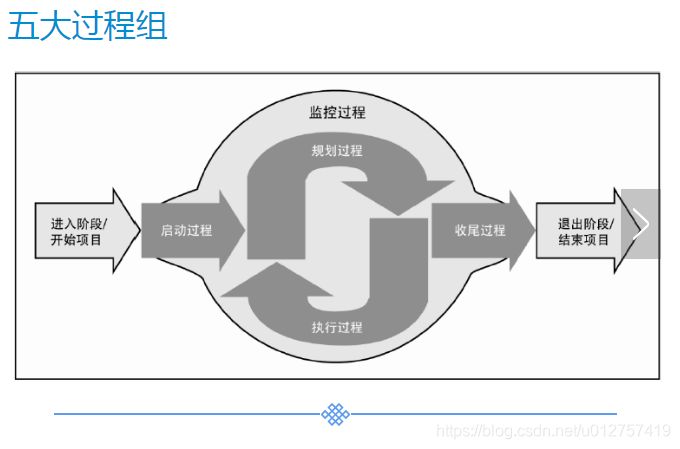 五大过程组
监控过程
规划过程
进入阶段/
开始项目
启动过程
收尾过程
退出阶段/
结束项目
执行过程
https://blog.csdn.net/u012757419